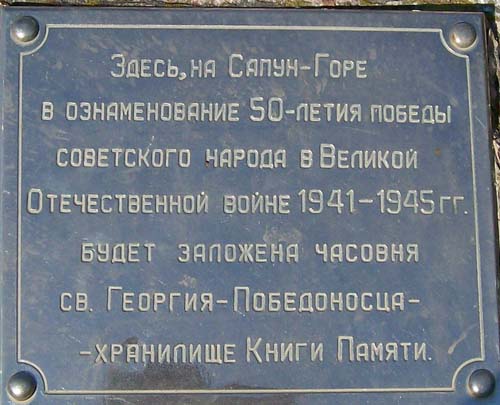 Здесь, на Сапун-Горе
в ознаменование 50-летия победы
советского народа в Великой
Отечественной войне 1941-1945 гг.
будет заложена часовня
св. Георгия-Победоносца-
-хранилище Книги Памяти.